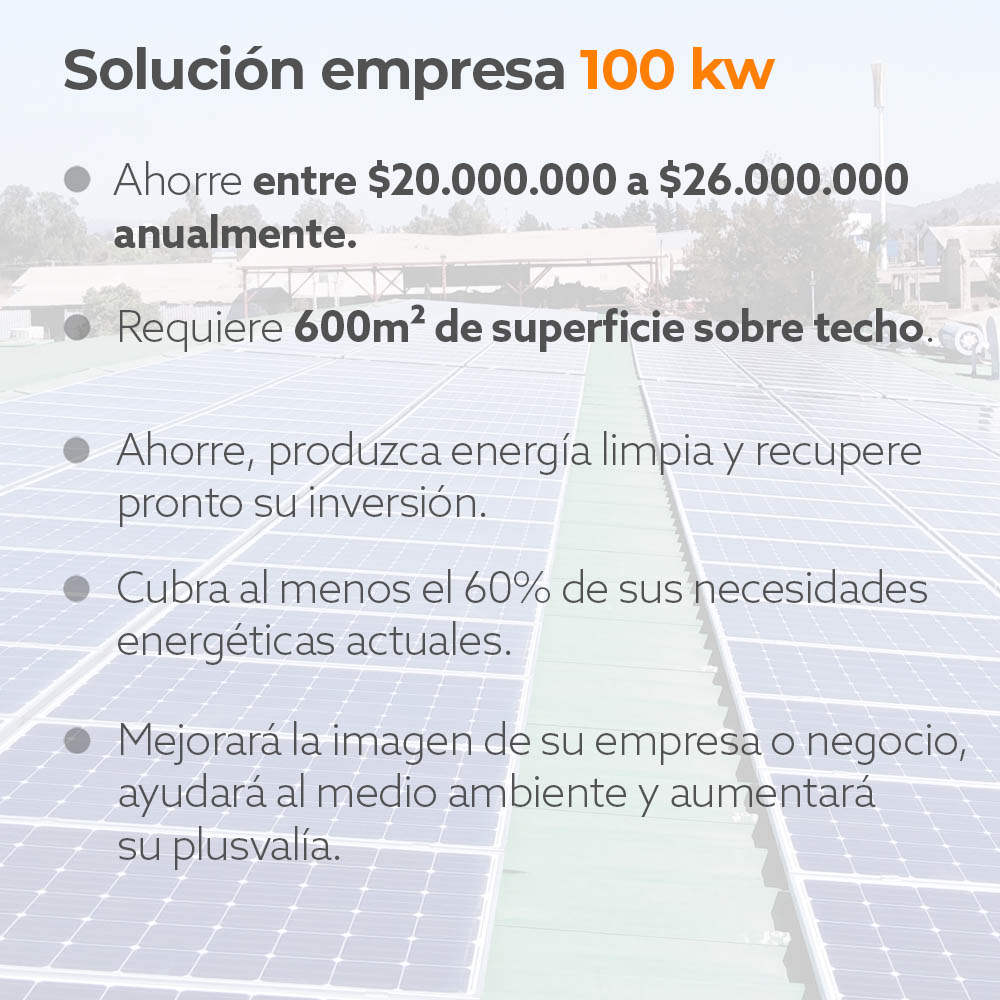 Solución empresa 100 kw
Ahorre entre $20.000.000 a $26.000.000
anualmente.
Requiere 600m² de superficie sobre techo.
Ahorre, produzca energía limpia y recupere
pronto su inversión.
Cubra al menos el 60% de sus necesidades
energéticas actuales.
Mejorará la imagen de su empresa o negocio,
ayudará al medio ambiente y aumentará
su plusvalía.